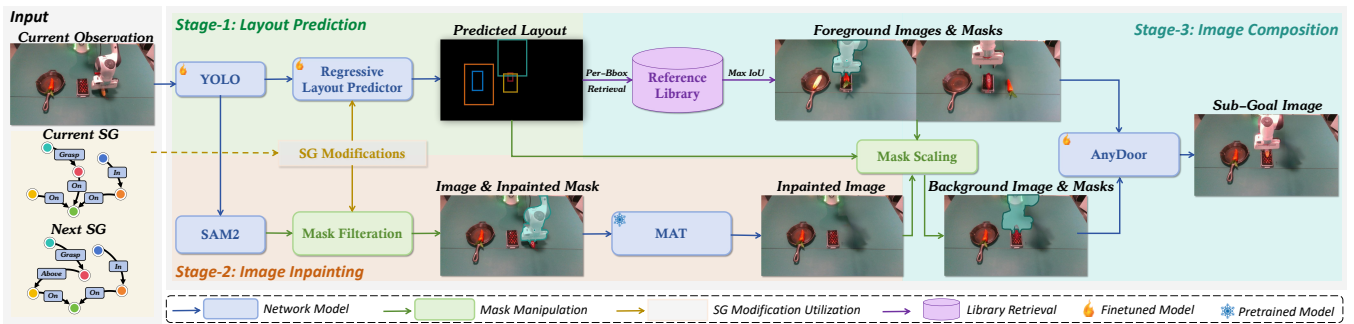 Input
Current Observation
Current SG
Grasp
In
On
On
On
Next SG
Grasp
Above
In
On
On
Stage-1: Layout Prediction
YOLO
Regressive
Layout Predictor
Predicted Layout
SG Modifications
SAM2
Mask Filteration
Stage-2: Image Inpainting
Image & Inpainted Mask
MAT
Inpainted Image
Stage-3: Image Composition
Per-Bbox
Retrieval
Reference
Library
Max IoU
Foreground Images & Masks
Mask Scaling
Background Image & Masks
AnyDoor
Sub-Goal Image
Network Model
Mask Manipulation
SG Modification Utilization
Library Retrieval
Finetuned Model
Pretrained Model